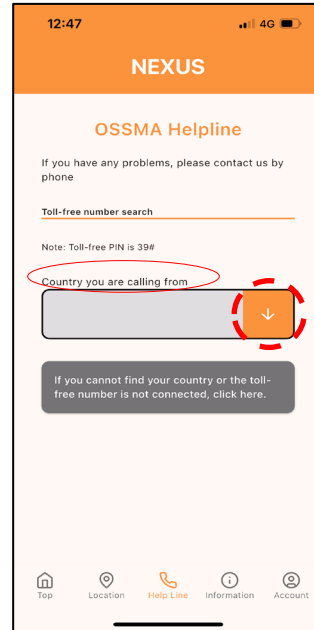 12:47
4G
NEXUS
OSSMA Helpline
If you have any problems, please contact us by
phone
Toll-free number search
Note: Toll-free PIN is 39#
Country you are calling from
If you cannot find your country or the toll-
free number is not connected, click here.
Top Location Help Line Information Account